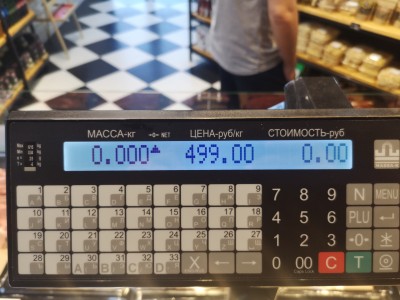 МАССА-кг →0← NET ЦЕНА-руб/кг СТОИМОСТЬ-руб
0.000 499.00 0.00
1 2 3 4 5 6 7 8 9 7 8 9 N MENU
10 11 12 13 14 15 16 17 18 4 5 6 PLU
19 20 21 22 23 24 25 26 27 1 2 3 →0←
28 29 30 31 32 33 X ← → 0 00 C T
A B C D